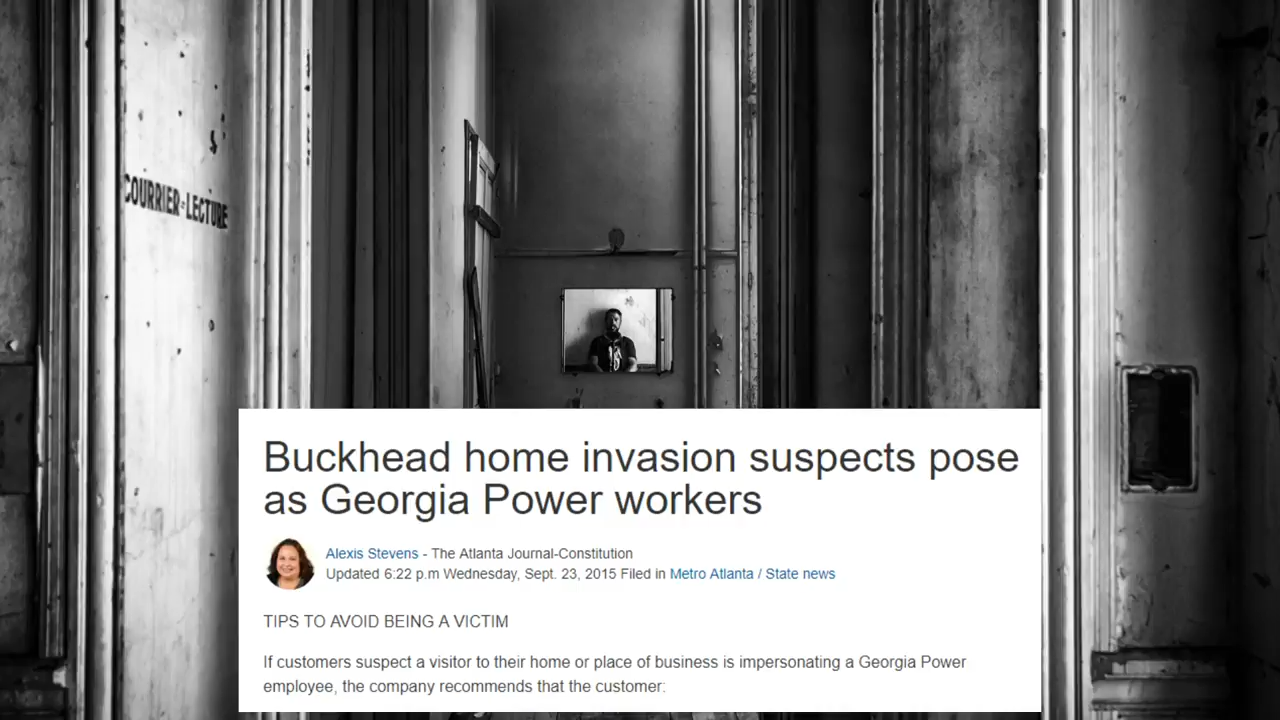 COURRIER-LECTURE
Buckhead home invasion suspects pose
as Georgia Power workers
Alexis Stevens - The Atlanta Journal-Constitution
Updated 6:22 p.m Wednesday, Sept. 23, 2015 Filed in Metro Atlanta / State news
TIPS TO AVOID BEING A VICTIM
If customers suspect a visitor to their home or place of business is impersonating a Georgia Power
employee, the company recommends that the customer: